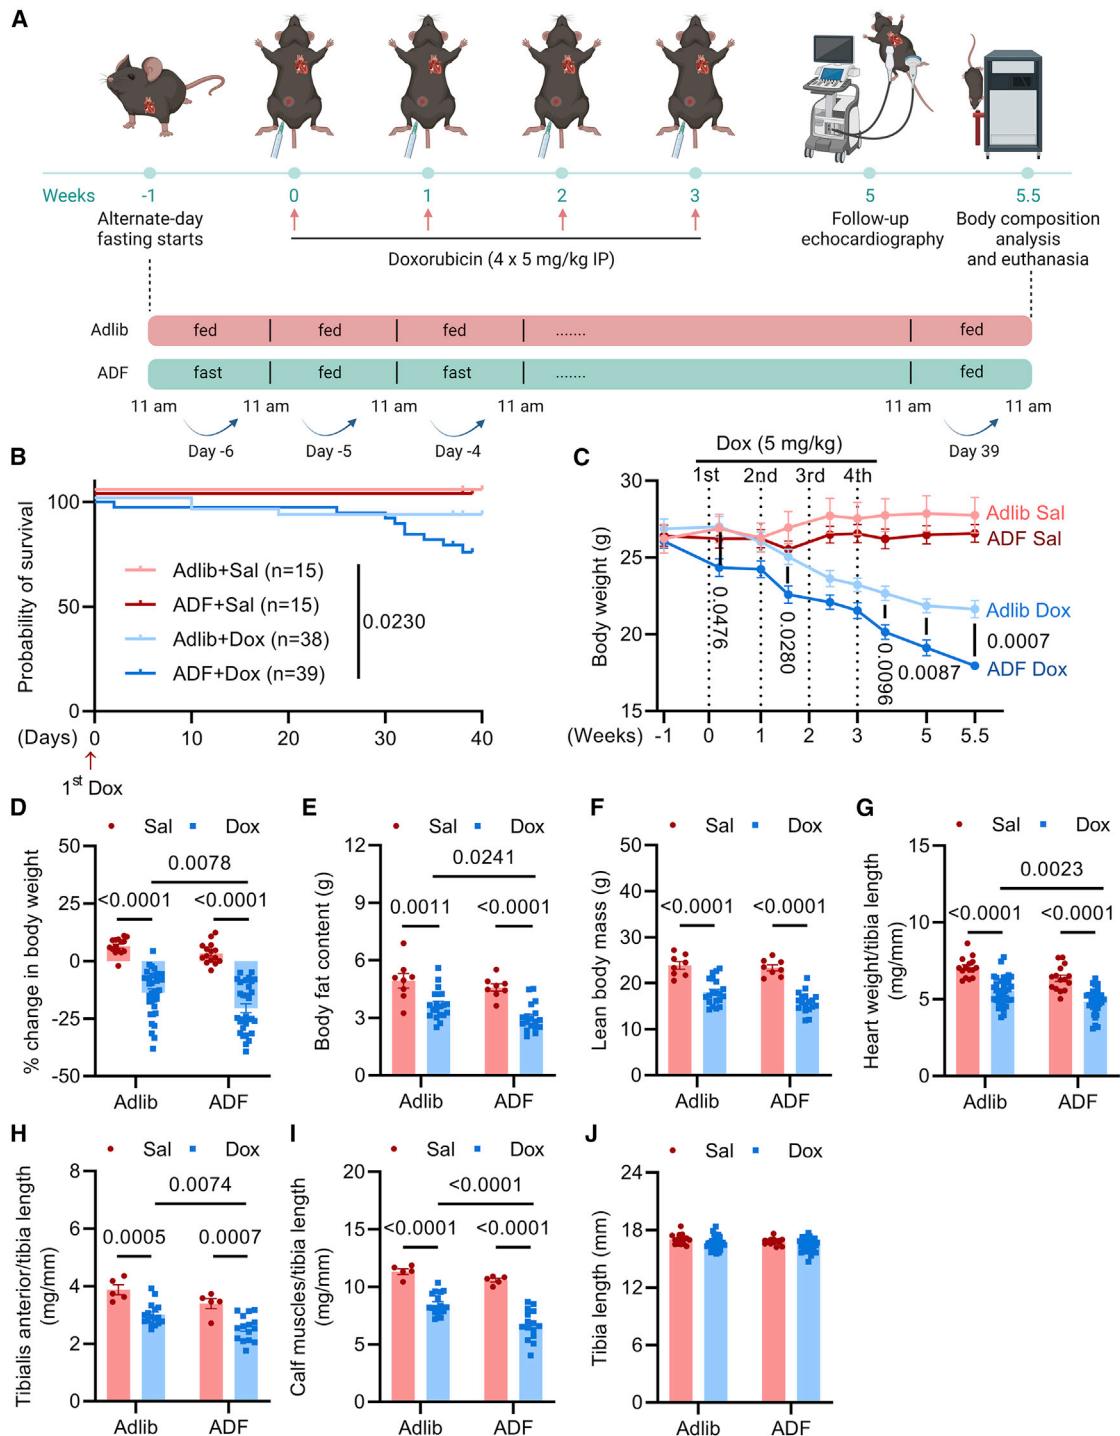 A
Weeks -1 0 1 2 3 5 5.5
Alternate-day
fasting starts
Doxorubicin (4 x 5 mg/kg IP)
Follow-up
echocardiography
Body composition
analysis
and euthanasia
Adlib fed fed fed ....... fed
ADF fast fed fast ....... fed
11 am 11 am 11 am 11 am 11 am 11 am
Day -6 Day -5 Day -4 Day 39
B
Probability of survival
100
50
0
Adlib+Sal (n=15)
ADF+Sal (n=15)
Adlib+Dox (n=38)
ADF+Dox (n=39)
0.0230
(Days) 0 10 20 30 40
1st Dox
C
Dox (5 mg/kg)
1st 2nd 3rd 4th
Body weight (g)
30
25
20
15
Adlib Sal
ADF Sal
Adlib Dox
ADF Dox
0.0476
0.0280
0.0096
0.0087
0.0007
(Weeks) -1 0 1 2 3 5 5.5
D
Sal Dox
% change in body weight
50
25
0
-25
-50
0.0078
<0.0001 <0.0001
Adlib ADF
E
Sal Dox
Body fat content (g)
12
9
6
3
0
0.0241
0.0011 <0.0001
Adlib ADF
F
Sal Dox
Lean body mass (g)
50
40
30
20
10
0
<0.0001 <0.0001
Adlib ADF
G
Sal Dox
Heart weight/tibia length
(mg/mm)
15
10
5
0
0.0023
<0.0001 <0.0001
Adlib ADF
H
Sal Dox
Tibialis anterior/tibia length
(mg/mm)
8
6
4
2
0
0.0074
0.0005 0.0007
Adlib ADF
I
Sal Dox
Calf muscles/tibia length
(mg/mm)
20
15
10
5
0
<0.0001
<0.0001 <0.0001
Adlib ADF
J
Sal Dox
Tibia length (mm)
24
18
12
6
0
Adlib ADF